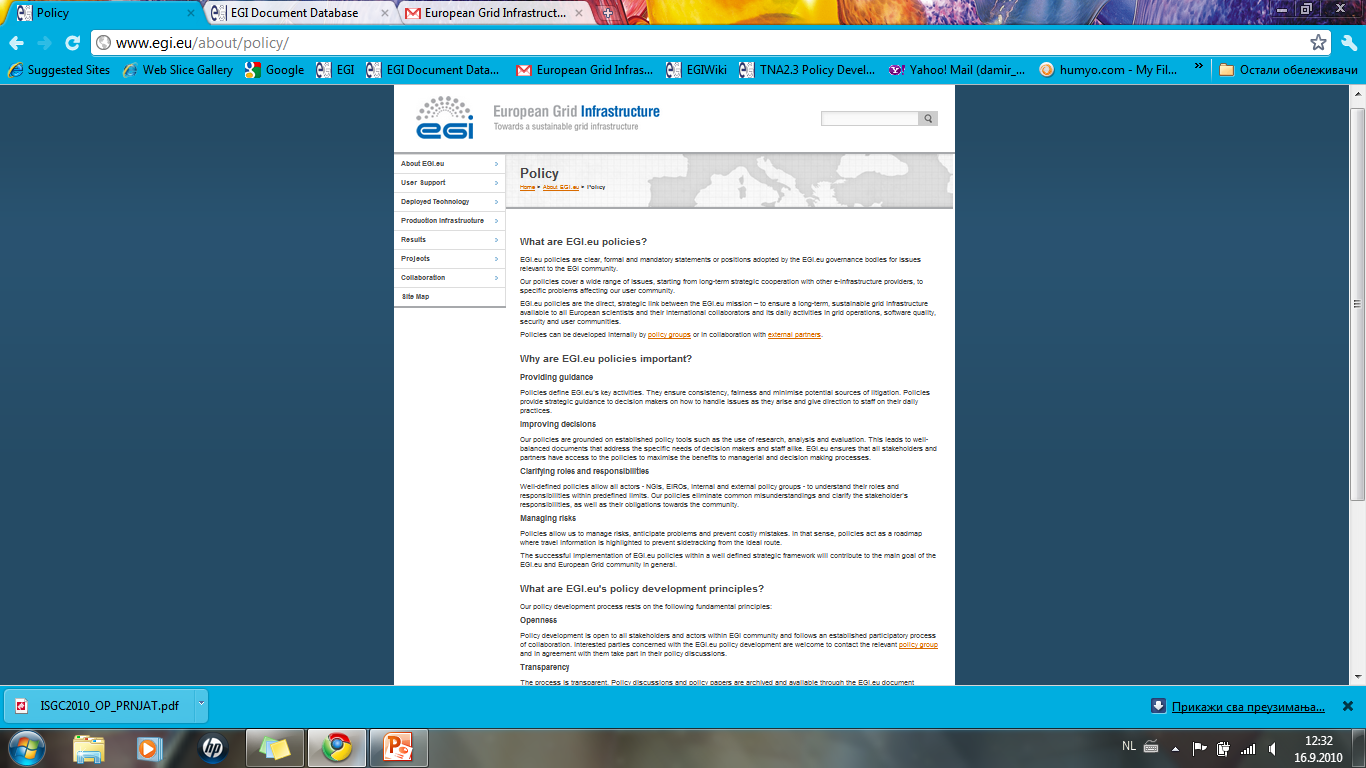 Policy
EGI Document Database
European Grid Infrastruct...
www.egi.eu/about/policy/
Suggested Sites
Web Slice Gallery
Google
EGI
EGI Document Data...
European Grid Infras...
EGIWiki
TNA2.3 Policy Devel...
Yahoo! Mail (damir_...
humyo.com - My Fil...
»
Остали обележивачи
egi
European Grid Infrastructure
Towards a sustainable grid infrastructure
About EGI.eu
User Support
Deployed Technology
Production Infrastructure
Results
Projects
Collaboration
Site Map
Policy
Home > About EGI.eu > Policy
What are EGI.eu policies?
EGI.eu policies are clear, formal and mandatory statements or positions adopted by the EGI.eu governance bodies for issues
relevant to the EGI community.
Our policies cover a wide range of issues, starting from long-term strategic cooperation with other e-infrastructure providers, to
specific problems affecting our user community.
EGI.eu policies are the direct, strategic link between the EGI.eu mission – to ensure a long-term, sustainable grid infrastructure
available to all European scientists and their international collaborators and its daily activities in grid operations, software quality,
security and user communities.
Policies can be developed internally by policy groups or in collaboration with external partners.
Why are EGI.eu policies important?
Providing guidance
Policies define EGI.eu's key activities. They ensure consistency, fairness and minimise potential sources of litigation. Policies
provide strategic guidance to decision makers on how to handle issues as they arise and give direction to staff on their daily
practices.
Improving decisions
Our policies are grounded on established policy tools such as the use of research, analysis and evaluation. This leads to well-
balanced documents that address the specific needs of decision makers and staff alike. EGI.eu ensures that all stakeholders and
partners have access to the policies to maximise the benefits to managerial and decision making processes.
Clarifying roles and responsibilities
Well-defined policies allow all actors - NGIs, EIROs, internal and external policy groups - to understand their roles and
responsibilities within predefined limits. Our policies eliminate common misunderstandings and clarify the stakeholder's
responsibilities, as well as their obligations towards the community.
Managing risks
Policies allow us to manage risks, anticipate problems and prevent costly mistakes. In that sense, policies act as a roadmap
where travel information is highlighted to prevent sidetracking from the ideal route.
The successful implementation of EGI.eu policies within a well defined strategic framework will contribute to the main goal of the
EGI.eu and European Grid community in general.
What are EGI.eu's policy development principles?
Our policy development process rests on the following fundamental principles:
Openness
Policy development is open to all stakeholders and actors within EGI community and follows an established participatory process
of collaboration. Interested parties concerned with the EGI.eu policy development are welcome to contact the relevant policy group
and in agreement with them take part in their policy discussions.
Transparency
The process is transparent. Policy discussions and policy papers are archived and available through the EGI.eu document
ISGC2010_OP_PRNJAT.pdf
Прикажи сва преузимања...
hp
NL
12:32
16.9.2010